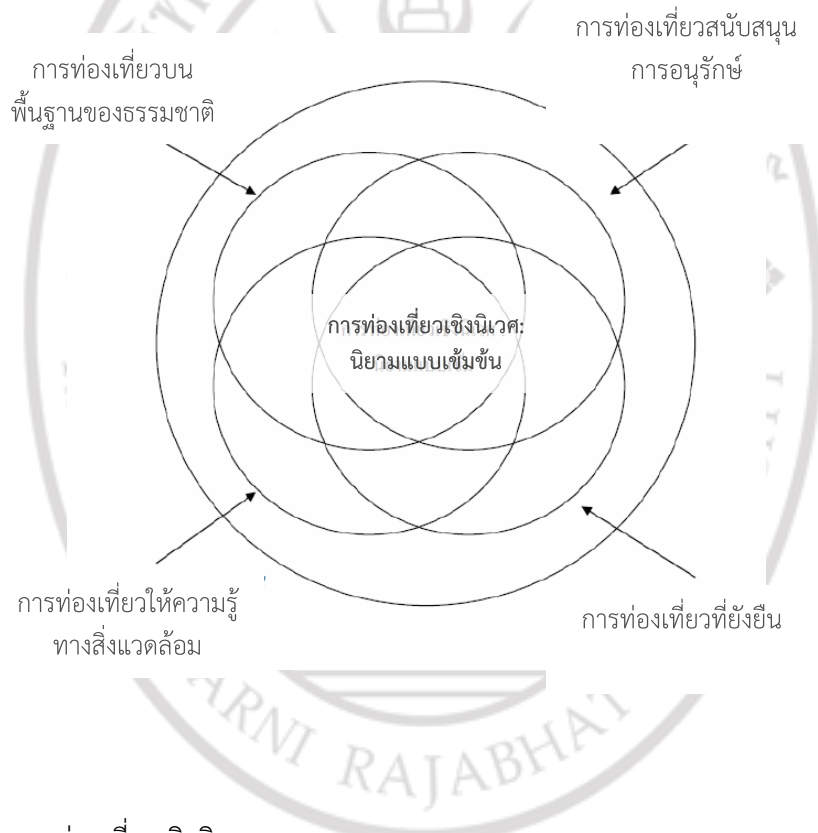 การท่องเที่ยวสนับสนุน
การอนุรักษ์
การท่องเที่ยวบน
พื้นฐานของธรรมชาติ
การท่องเที่ยวเชิงนิเวศ:
นิยามแบบเข้มข้น
การท่องเที่ยวให้ความรู้
ทางสิ่งแวดล้อม
การท่องเที่ยวที่ยั่งยืน
ARNI RAJABHAT